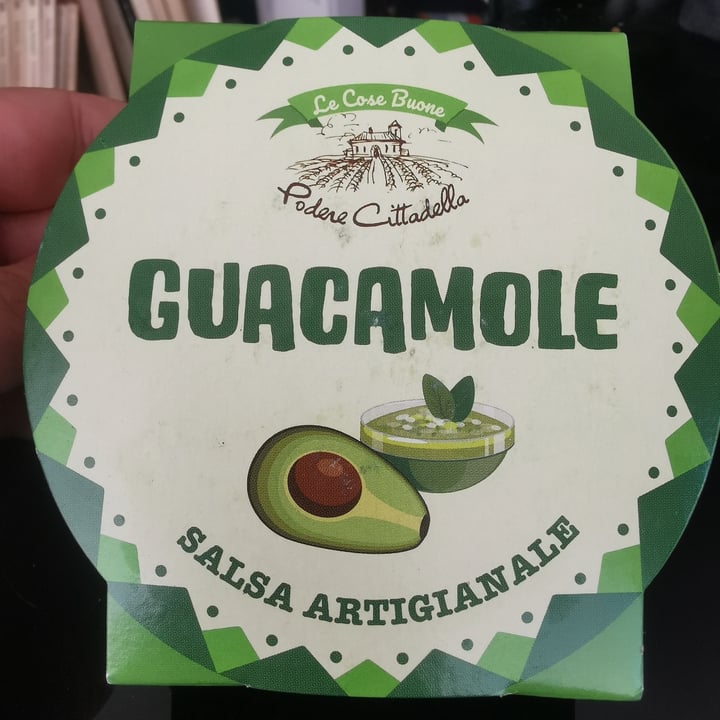 Le Cose Buone
Podere Cittadella
GUACAMOLE
SALSA ARTIGIANALE